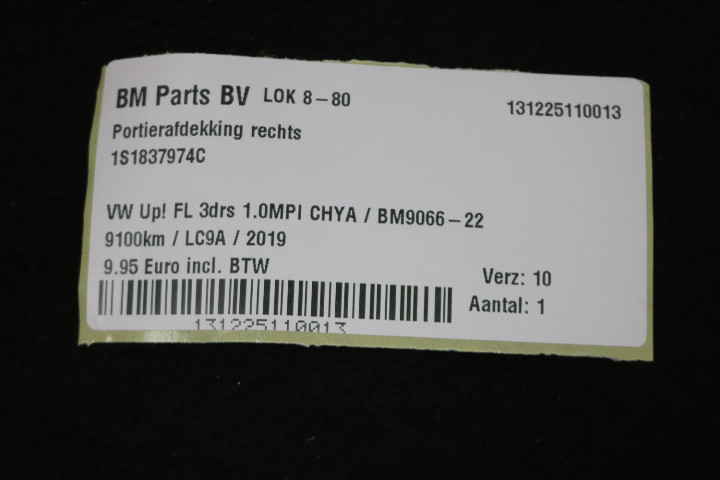 BM Parts BV LOK 8-80 131225110013
Portierafdekking rechts
1S1837974C
VW Up! FL 3drs 1.0MPI CHYA / BM9066-22
9100km / LC9A / 2019
9.95 Euro incl. BTW
Verz: 10
Aantal: 1
131225110013